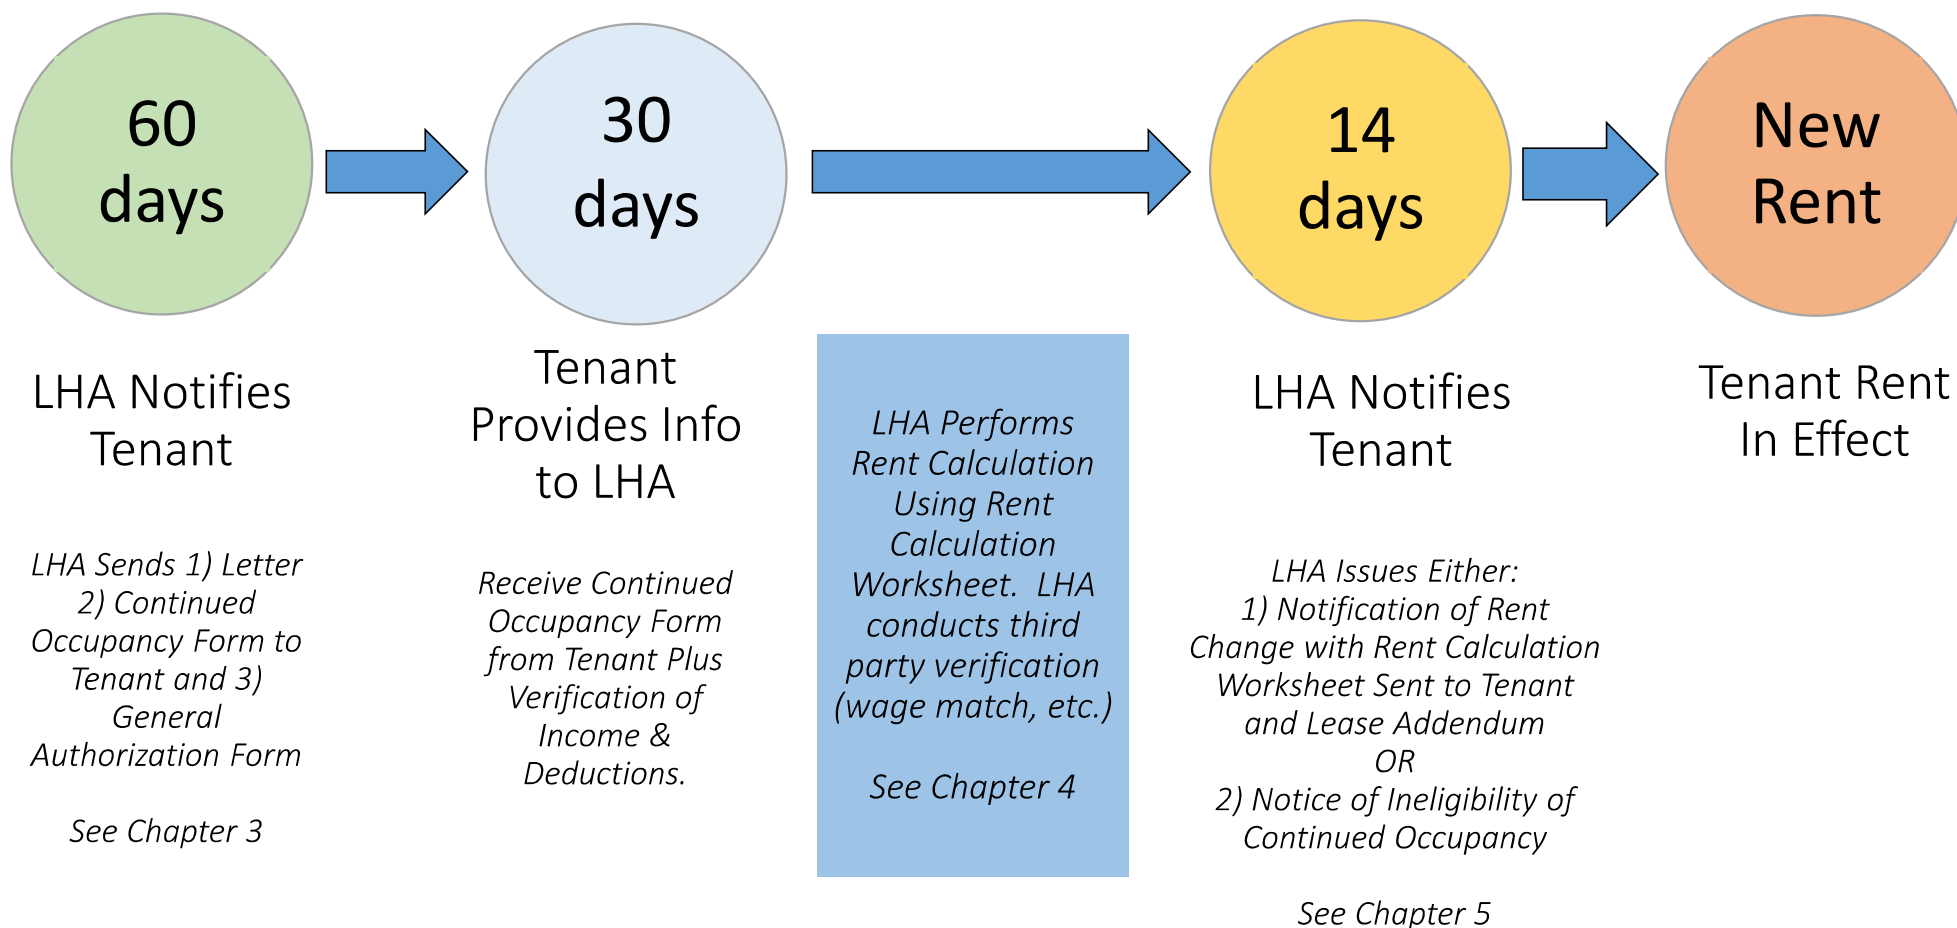 60
days
30
days
14
days
New
Rent
LHA Notifies
Tenant
LHA Sends 1) Letter
2) Continued
Occupancy Form to
Tenant and 3)
General
Authorization Form
See Chapter 3
Tenant
Provides Info
to LHA
Receive Continued
Occupancy Form
from Tenant Plus
Verification of
Income &
Deductions.
LHA Performs
Rent Calculation
Using Rent
Calculation
Worksheet.  LHA
conducts third
party verification
(wage match, etc.)
See Chapter 4
LHA Notifies
Tenant
LHA Issues Either:
1) Notification of Rent
Change with Rent Calculation
Worksheet Sent to Tenant
and Lease Addendum
OR
2) Notice of Ineligibility of
Continued Occupancy
See Chapter 5
Tenant Rent
In Effect